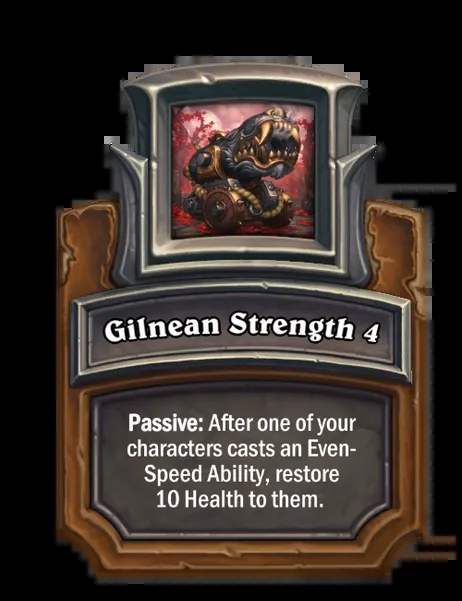 Gilnean Strength 4
Passive: After one of your
characters casts an Even-
Speed Ability, restore
10 Health to them.